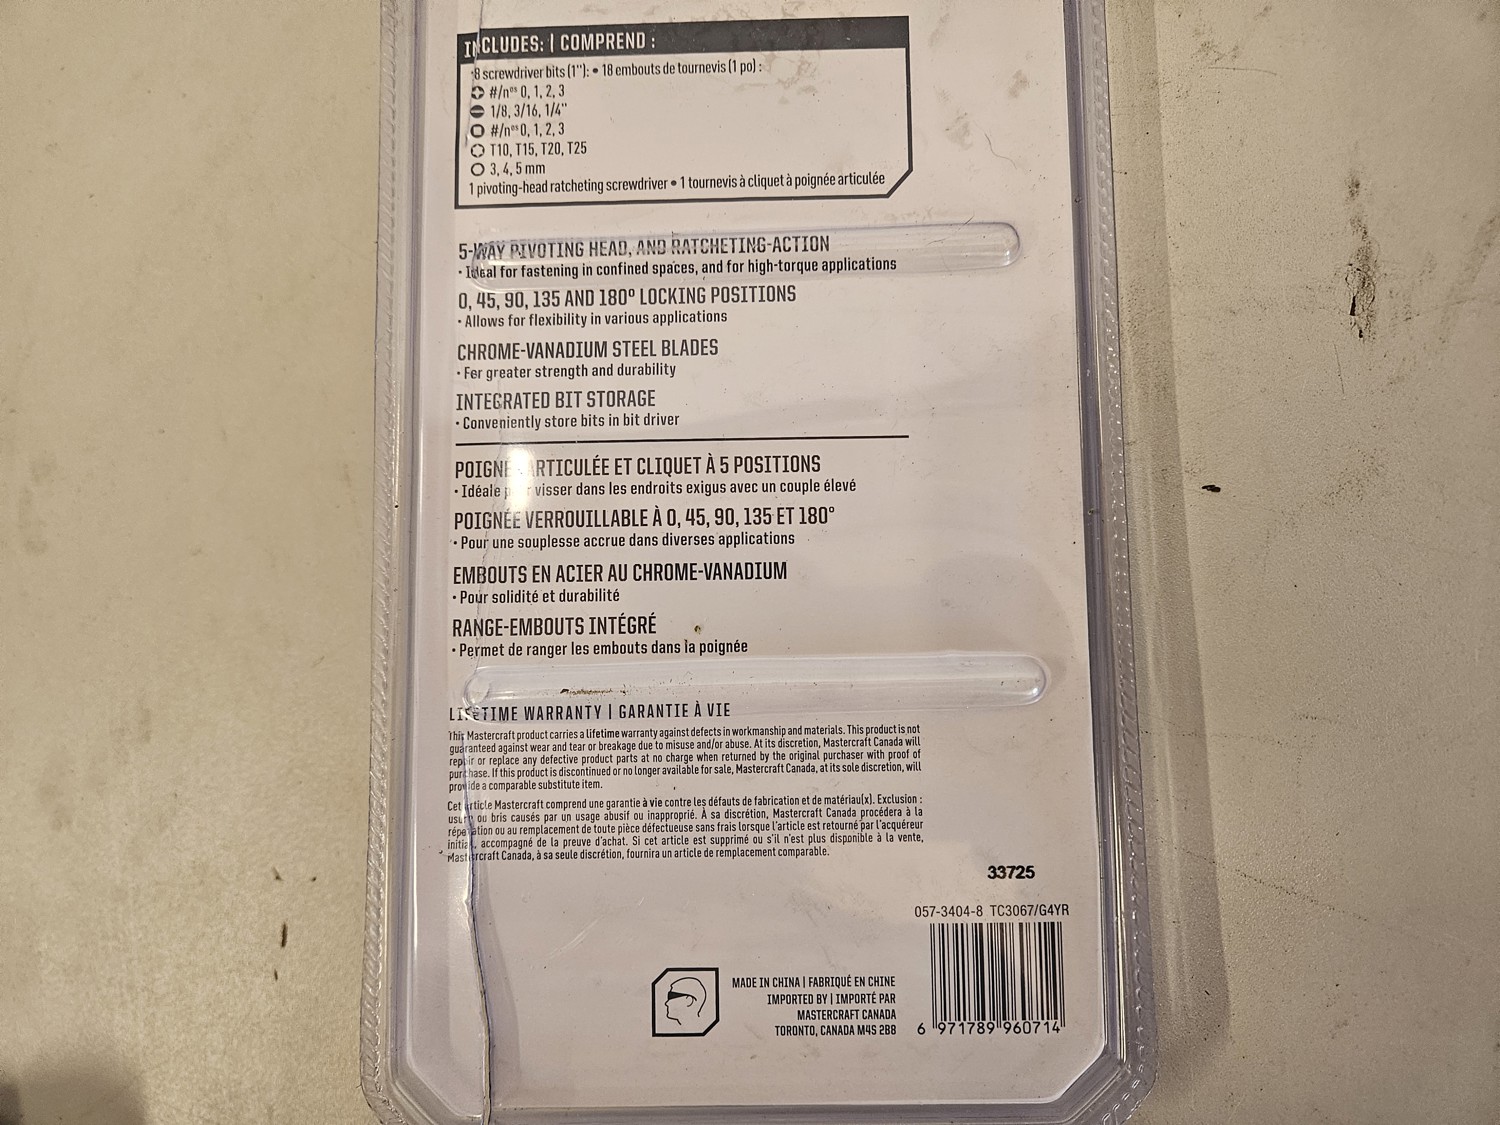 INCLUDES: | COMPREND :
8 screwdriver bits (1"): • 18 embouts de tournevis (1 po) :
#/nos 0, 1, 2, 3
1/8, 3/16, 1/4"
#/nos 0, 1, 2, 3
T10, T15, T20, T25
3, 4, 5 mm
1 pivoting-head ratcheting screwdriver • 1 tournevis à cliquet à poignée articulée
5-WAY PIVOTING HEAD, AND RATCHETING-ACTION
• Ideal for fastening in confined spaces, and for high-torque applications
0, 45, 90, 135 AND 180° LOCKING POSITIONS
• Allows for flexibility in various applications
CHROME-VANADIUM STEEL BLADES
• For greater strength and durability
INTEGRATED BIT STORAGE
• Conveniently store bits in bit driver
POIGNÉE ARTICULÉE ET CLIQUET À 5 POSITIONS
• Idéale pour visser dans les endroits exigus avec un couple élevé
POIGNÉE VERROUILLABLE À 0, 45, 90, 135 ET 180°
• Pour une souplesse accrue dans diverses applications
EMBOUTS EN ACIER AU CHROME-VANADIUM
• Pour solidité et durabilité
RANGE-EMBOUTS INTÉGRÉ
• Permet de ranger les embouts dans la poignée
LIFETIME WARRANTY | GARANTIE À VIE
This Mastercraft product carries a lifetime warranty against defects in workmanship and materials. This product is not
guaranteed against wear and tear or breakage due to misuse and/or abuse. At its discretion, Mastercraft Canada will
repair or replace any defective product parts at no charge when returned by the original purchaser with proof of
purchase. If this product is discontinued or no longer available for sale, Mastercraft Canada, at its sole discretion, will
provide a comparable substitute item.
Cet article Mastercraft comprend une garantie à vie contre les défauts de fabrication et de matériau(x). Exclusion :
usure ou bris causés par un usage abusif ou inapproprié. À sa discrétion, Mastercraft Canada procédera à la
réparation ou au remplacement de toute pièce défectueuse sans frais lorsque l'article est retourné par l'acquéreur
initial, accompagné de la preuve d'achat. Si cet article est supprimé ou s'il n'est plus disponible à la vente,
Mastercraft Canada, à sa seule discrétion, fournira un article de remplacement comparable.
33725
057-3404-8 TC3067/G4YR
MADE IN CHINA | FABRIQUÉ EN CHINE
IMPORTED BY | IMPORTÉ PAR
MASTERCRAFT CANADA
TORONTO, CANADA M4S 2B8
6 971789 960714